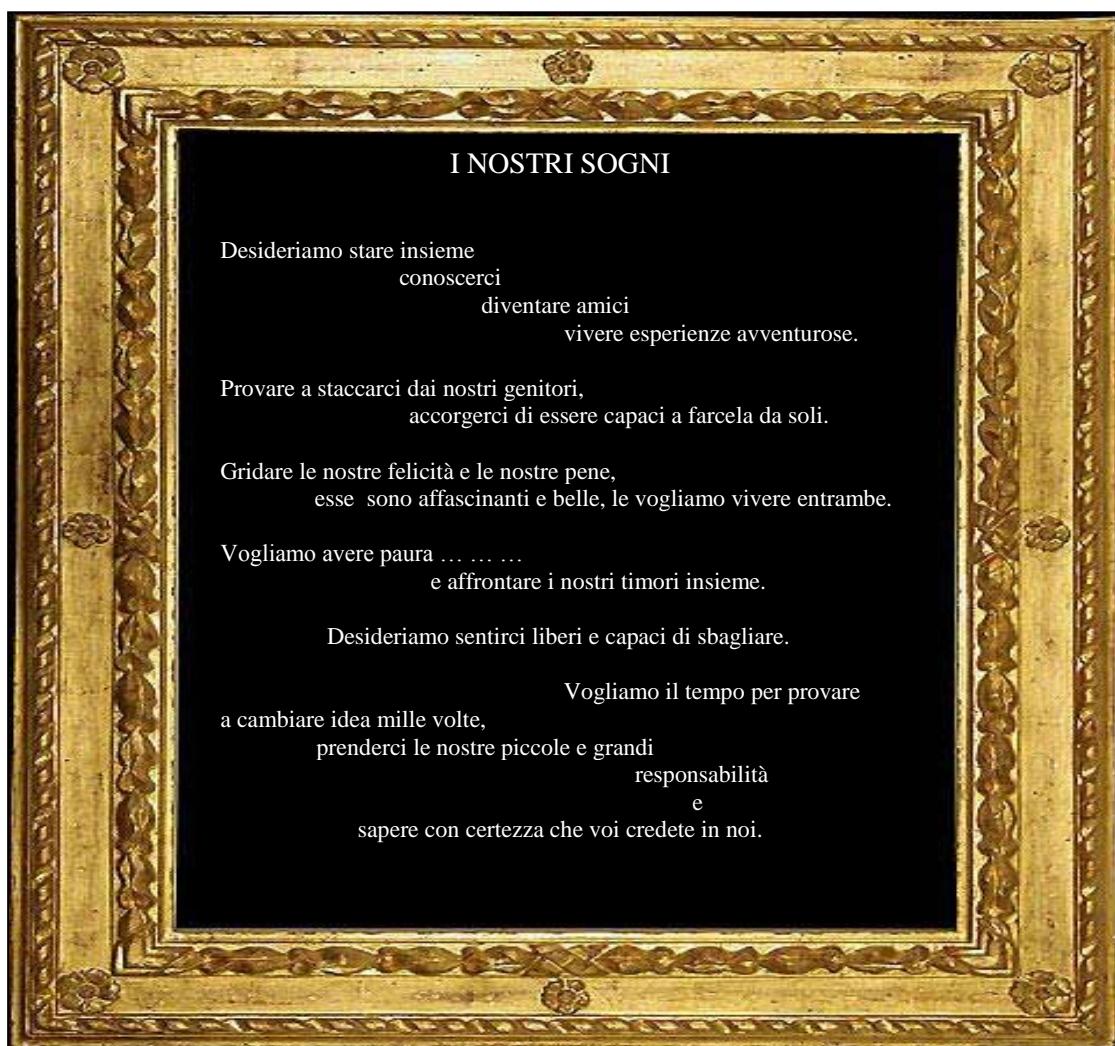 I NOSTRI SOGNI
Desideriamo stare insieme
conoscerci
diventare amici
vivere esperienze avventurose.
Provare a staccarci dai nostri genitori,
accorgerci di essere capaci a farcela da soli.
Gridare le nostre felicità e le nostre pene,
esse  sono affascinanti e belle, le vogliamo vivere entrambe.
Vogliamo avere paura … … …
e affrontare i nostri timori insieme.
Desideriamo sentirci liberi e capaci di sbagliare.
Vogliamo il tempo per provare
a cambiare idea mille volte,
prenderci le nostre piccole e grandi
responsabilità
e
sapere con certezza che voi credete in noi.